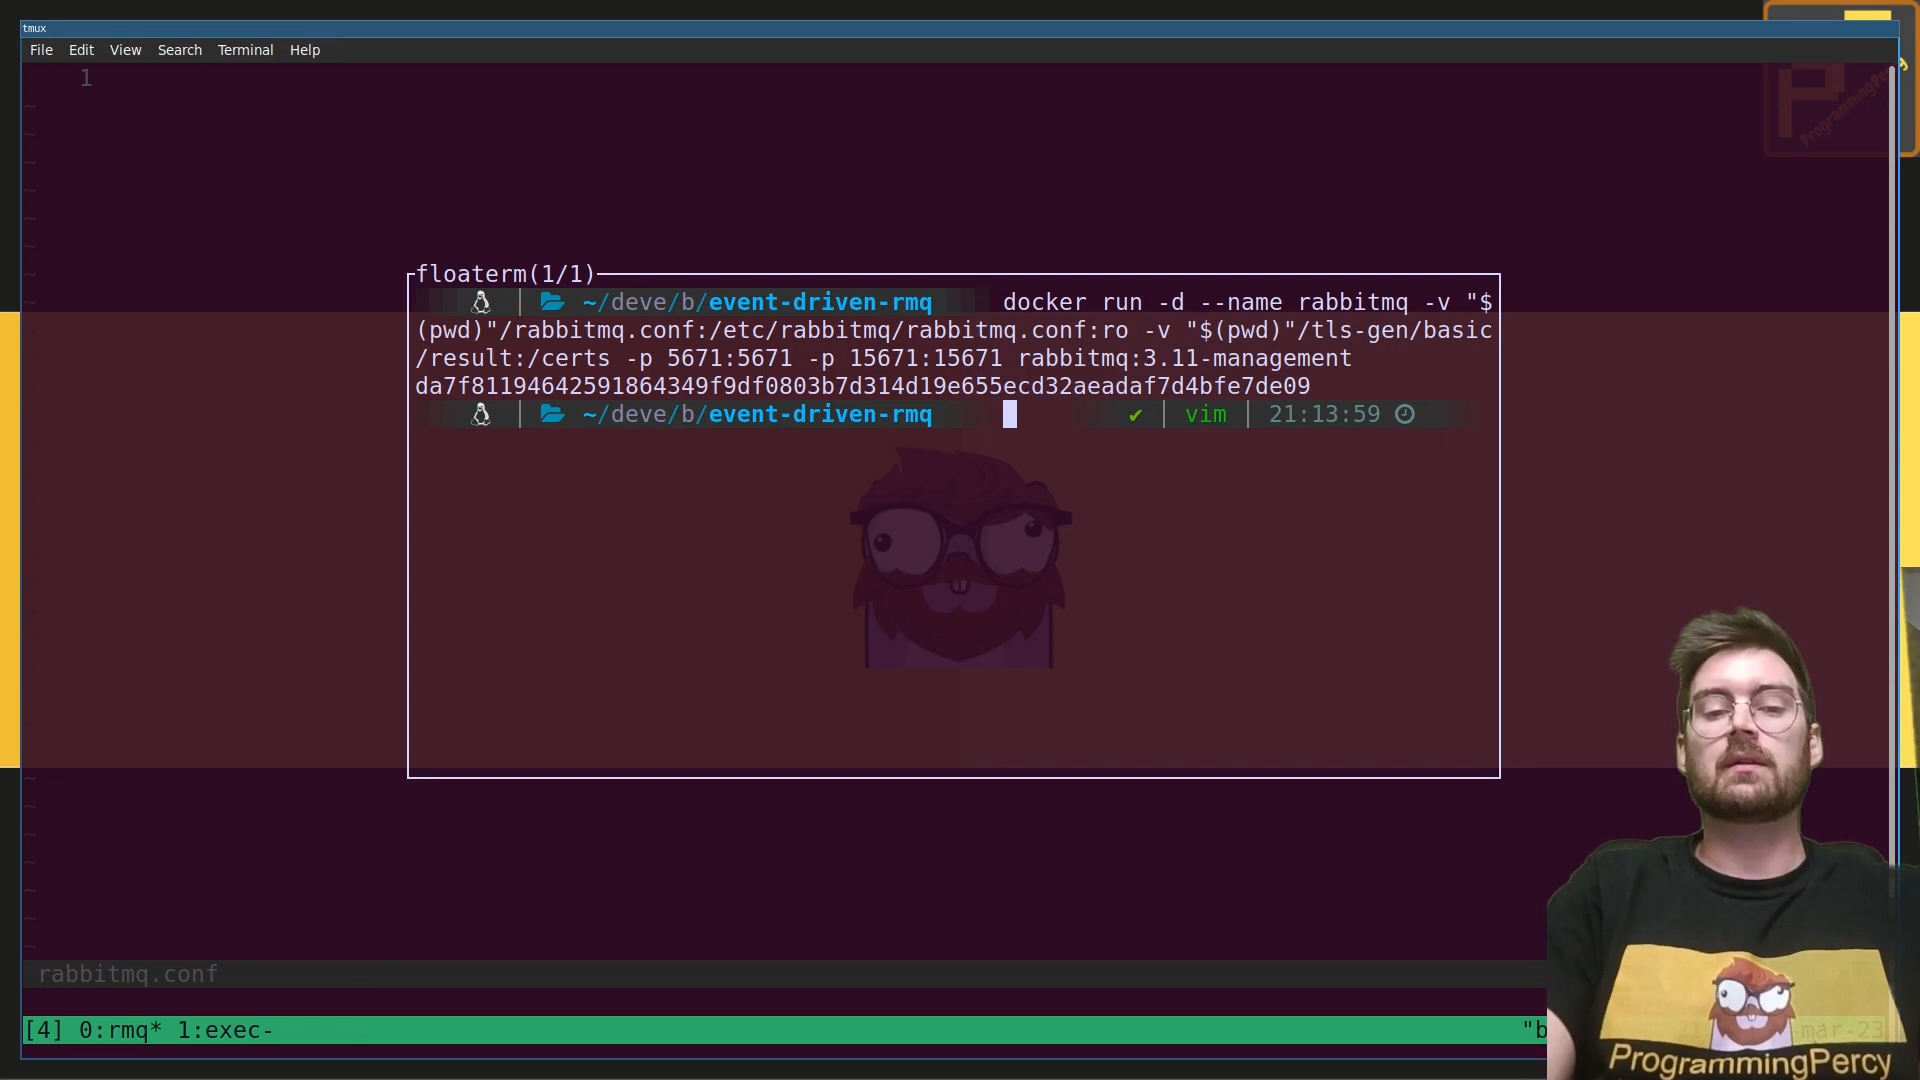 tmux
File Edit View Search Terminal Help
1
ProgrammingPercy
floaterm(1/1)
~/deve/b/event-driven-rmq docker run -d --name rabbitmq -v "$
(pwd)"/rabbitmq.conf:/etc/rabbitmq/rabbitmq.conf:ro -v "$(pwd)"/tls-gen/basic
/result:/certs -p 5671:5671 -p 15671:15671 rabbitmq:3.11-management
da7f81194642591864349f9df0803b7d314d19e655ecd32aeadaf7d4bfe7de09
~/deve/b/event-driven-rmq ✔ vim 21:13:59
rabbitmq.conf
[4] 0:rmq* 1:exec- "b mar-23
ProgrammingPercy